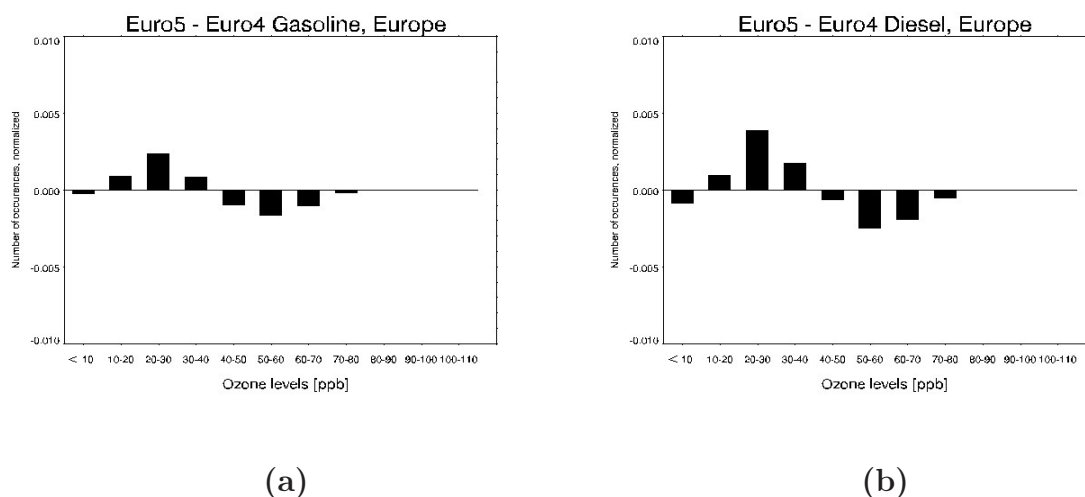 Euro5 - Euro4 Gasoline, Europe
0.010
0.005
0.000
-0.005
-0.010
Number of occurences, normalized
< 10 10-20 20-30 30-40 40-50 50-60 60-70 70-80 80-90 90-100 100-110
Ozone levels [ppb]
(a)
Euro5 - Euro4 Diesel, Europe
0.010
0.005
0.000
-0.005
-0.010
Number of occurences, normalized
< 10 10-20 20-30 30-40 40-50 50-60 60-70 70-80 80-90 90-100 100-110
Ozone levels [ppb]
(b)